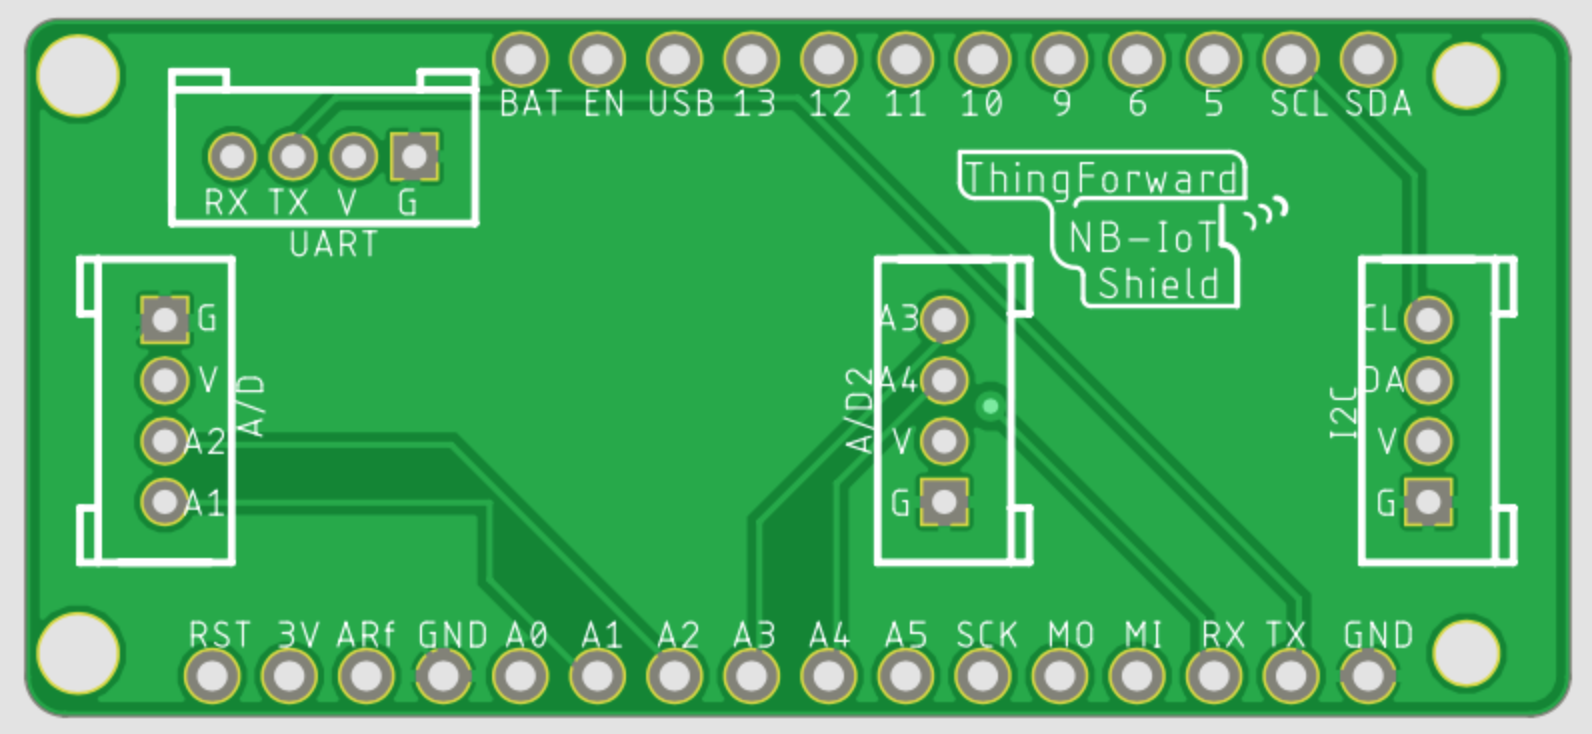 BAT EN USB 13 12 11 10 9 6 5 SCL SDA
RX TX V G
UART
ThingForward
NB-IoT
Shield
G
V
A2
A1
A/D
A3
A4
V
G
A/D2
CL
DA
V
G
I2C
RST 3V ARf GND A0 A1 A2 A3 A4 A5 SCK MO MI RX TX GND